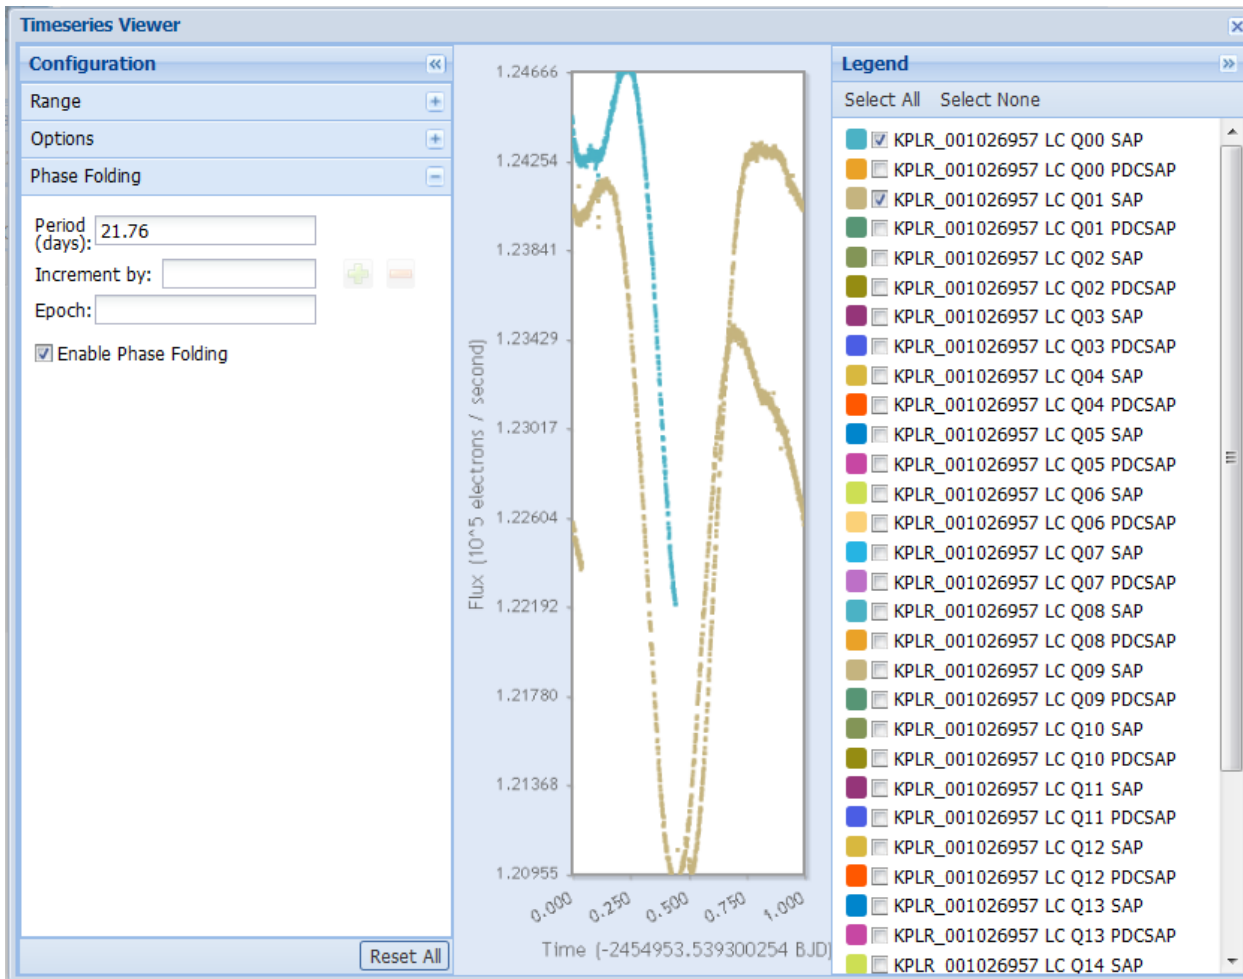 Timeseries Viewer
Configuration
Range
Options
Phase Folding
Period (days): 21.76
Increment by:
Epoch:
Enable Phase Folding
Reset All
1.24666
1.24254
1.23841
1.23429
1.23017
1.22604
1.22192
1.21780
1.21368
1.20955
Flux (10^5 electrons / second)
0.000 0.250 0.500 0.750 1.000
Time (-2454953.539300254 BJD)
Legend
Select All Select None
KPLR_001026957 LC Q00 SAP
KPLR_001026957 LC Q00 PDCSAP
KPLR_001026957 LC Q01 SAP
KPLR_001026957 LC Q01 PDCSAP
KPLR_001026957 LC Q02 SAP
KPLR_001026957 LC Q02 PDCSAP
KPLR_001026957 LC Q03 SAP
KPLR_001026957 LC Q03 PDCSAP
KPLR_001026957 LC Q04 SAP
KPLR_001026957 LC Q04 PDCSAP
KPLR_001026957 LC Q05 SAP
KPLR_001026957 LC Q05 PDCSAP
KPLR_001026957 LC Q06 SAP
KPLR_001026957 LC Q06 PDCSAP
KPLR_001026957 LC Q07 SAP
KPLR_001026957 LC Q07 PDCSAP
KPLR_001026957 LC Q08 SAP
KPLR_001026957 LC Q08 PDCSAP
KPLR_001026957 LC Q09 SAP
KPLR_001026957 LC Q09 PDCSAP
KPLR_001026957 LC Q10 SAP
KPLR_001026957 LC Q10 PDCSAP
KPLR_001026957 LC Q11 SAP
KPLR_001026957 LC Q11 PDCSAP
KPLR_001026957 LC Q12 SAP
KPLR_001026957 LC Q12 PDCSAP
KPLR_001026957 LC Q13 SAP
KPLR_001026957 LC Q13 PDCSAP
KPLR_001026957 LC Q14 SAP